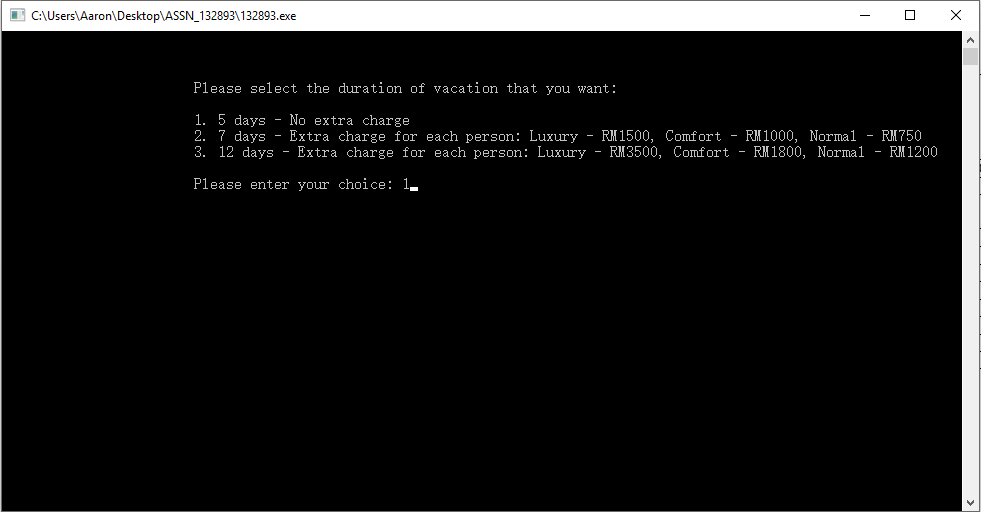 C:\Users\Aaron\Desktop\ASSN_132893\132893.exe
Please select the duration of vacation that you want:
1. 5 days - No extra charge
2. 7 days - Extra charge for each person: Luxury - RM1500, Comfort - RM1000, Normal - RM750
3. 12 days - Extra charge for each person: Luxury - RM3500, Comfort - RM1800, Normal - RM1200
Please enter your choice: 1